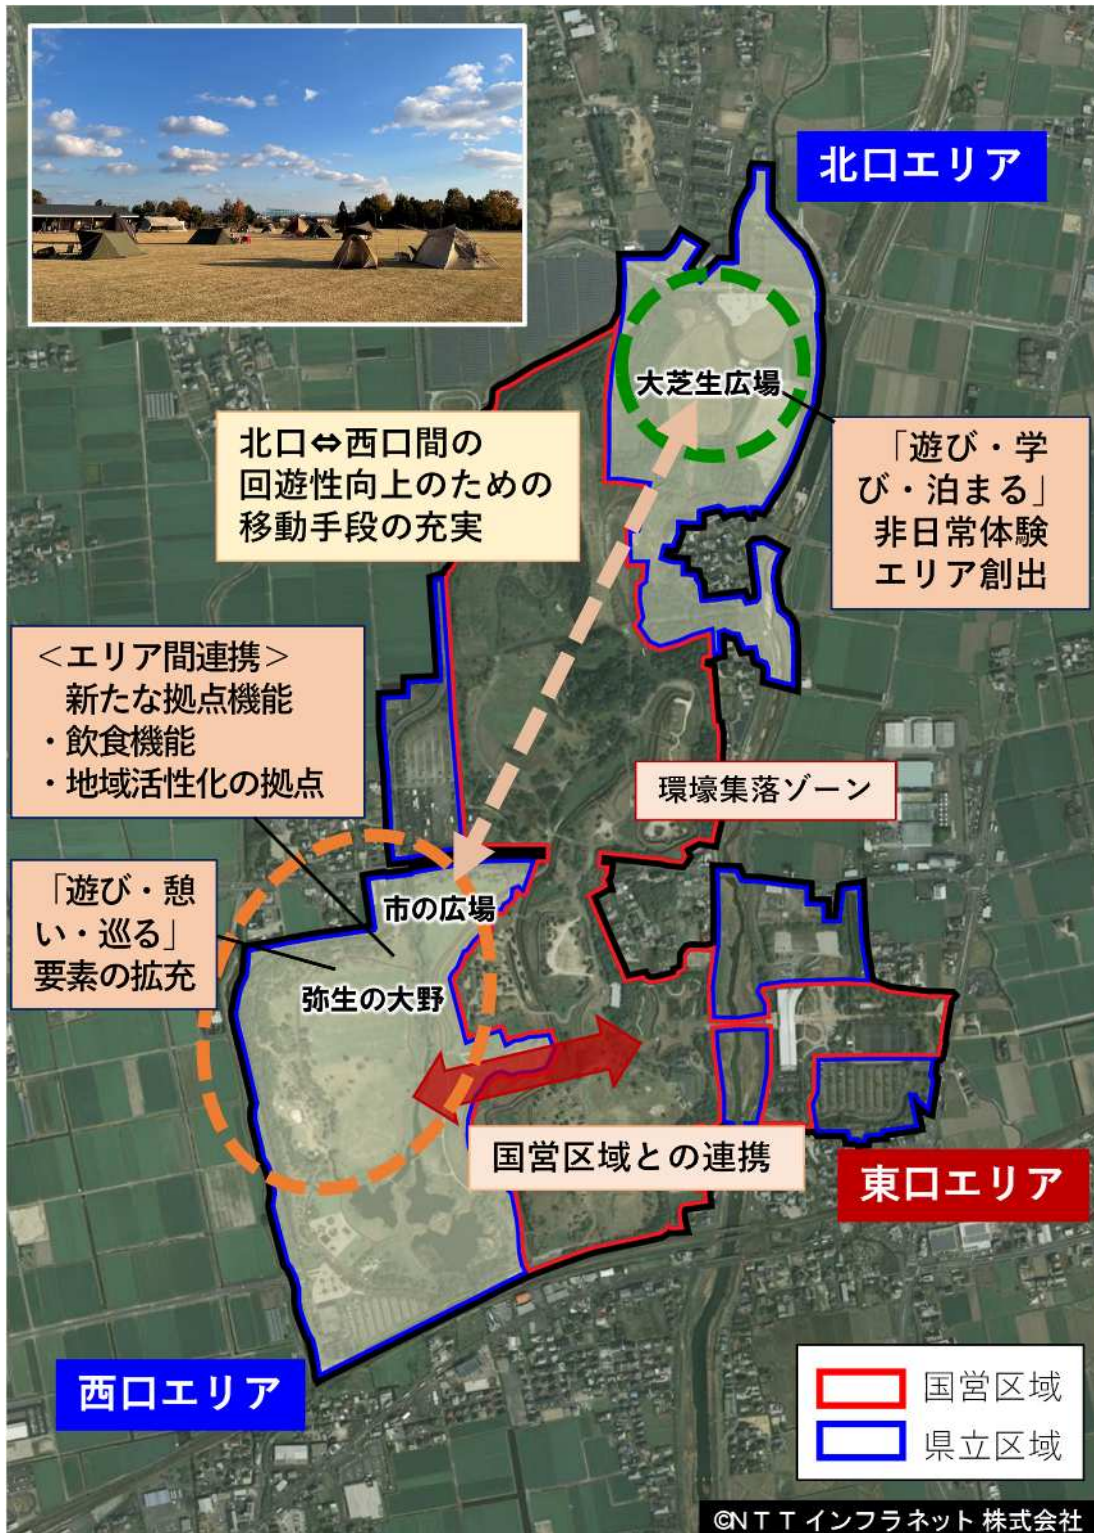 北口エリア
大芝生広場
北口⇔西口間の
回遊性向上のための
移動手段の充実
「遊び・学
び・泊まる」
非日常体験
エリア創出
＜エリア間連携＞
新たな拠点機能
・飲食機能
・地域活性化の拠点
環壕集落ゾーン
「遊び・憩
い・巡る」
要素の拡充
市の広場
弥生の大野
国営区域との連携
東口エリア
西口エリア
国営区域
県立区域
©ＮＴＴインフラネット 株式会社